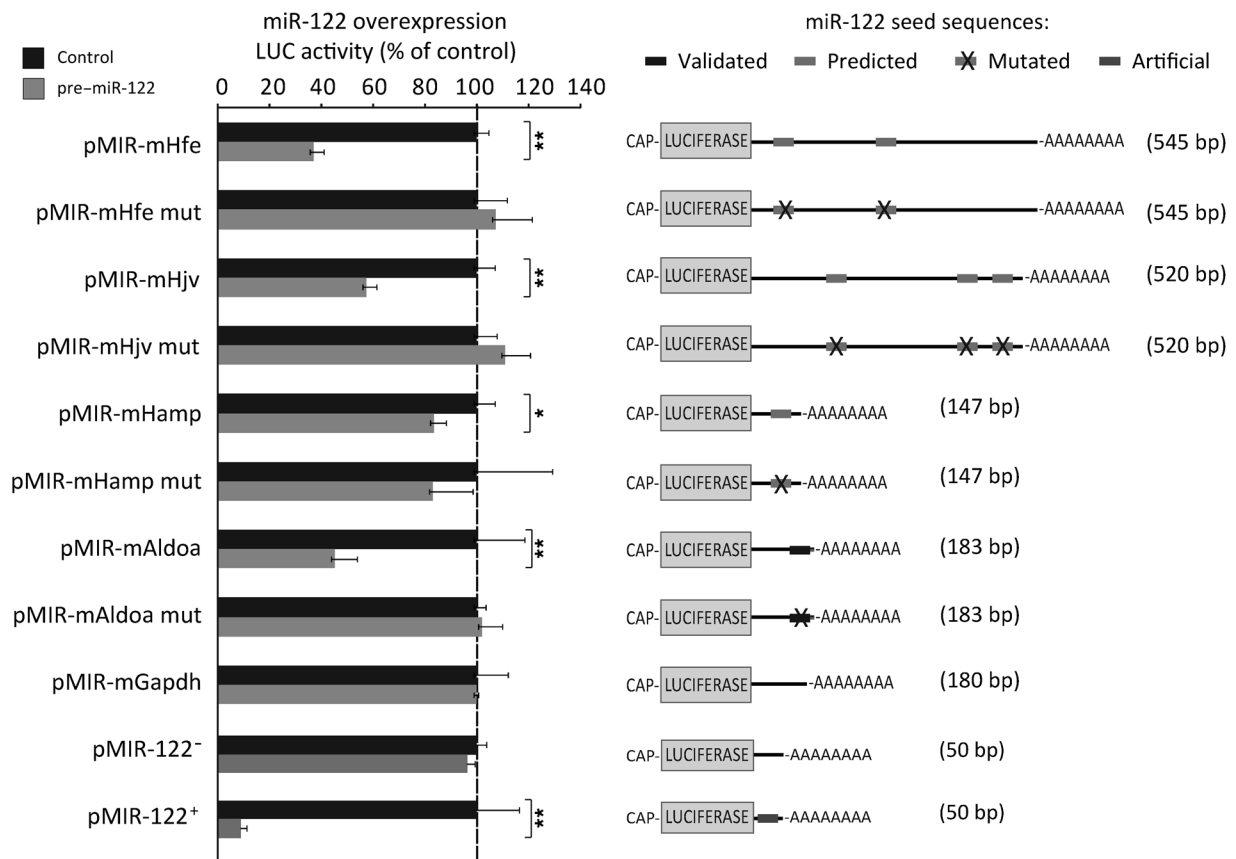 miR-122 overexpression
LUC activity (% of control)
miR-122 seed sequences:
Control
pre-miR-122
Validated Predicted Mutated Artificial
0 20 40 60 80 100 120 140
pMIR-mHfe ** CAP- LUCIFERASE -AAAAAAAA (545 bp)
pMIR-mHfe mut CAP- LUCIFERASE -AAAAAAAA (545 bp)
pMIR-mHjv ** CAP- LUCIFERASE -AAAAAAAA (520 bp)
pMIR-mHjv mut CAP- LUCIFERASE -AAAAAAAA (520 bp)
pMIR-mHamp * CAP- LUCIFERASE -AAAAAAAA (147 bp)
pMIR-mHamp mut CAP- LUCIFERASE -AAAAAAAA (147 bp)
pMIR-mAldoa ** CAP- LUCIFERASE -AAAAAAAA (183 bp)
pMIR-mAldoa mut CAP- LUCIFERASE -AAAAAAAA (183 bp)
pMIR-mGapdh CAP- LUCIFERASE -AAAAAAAA (180 bp)
pMIR-122⁻ CAP- LUCIFERASE -AAAAAAAA (50 bp)
pMIR-122⁺ ** CAP- LUCIFERASE -AAAAAAAA (50 bp)